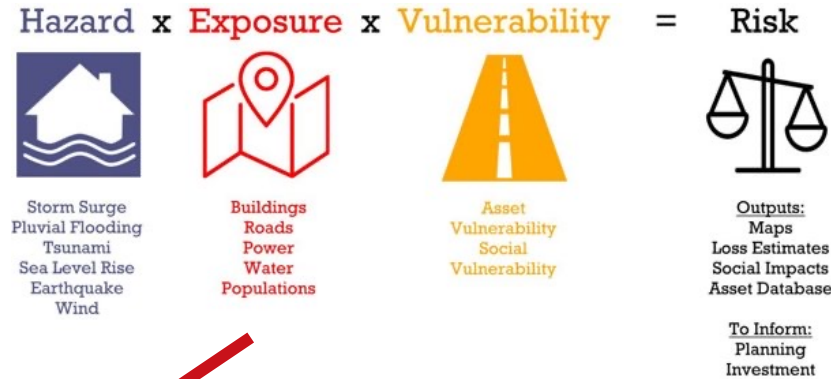 Hazard x Exposure x Vulnerability = Risk
Storm Surge
Pluvial Flooding
Tsunami
Sea Level Rise
Earthquake
Wind
Buildings
Roads
Power
Water
Populations
Asset
Vulnerability
Social
Vulnerability
Outputs:
Maps
Loss Estimates
Social Impacts
Asset Database
To Inform:
Planning
Investment